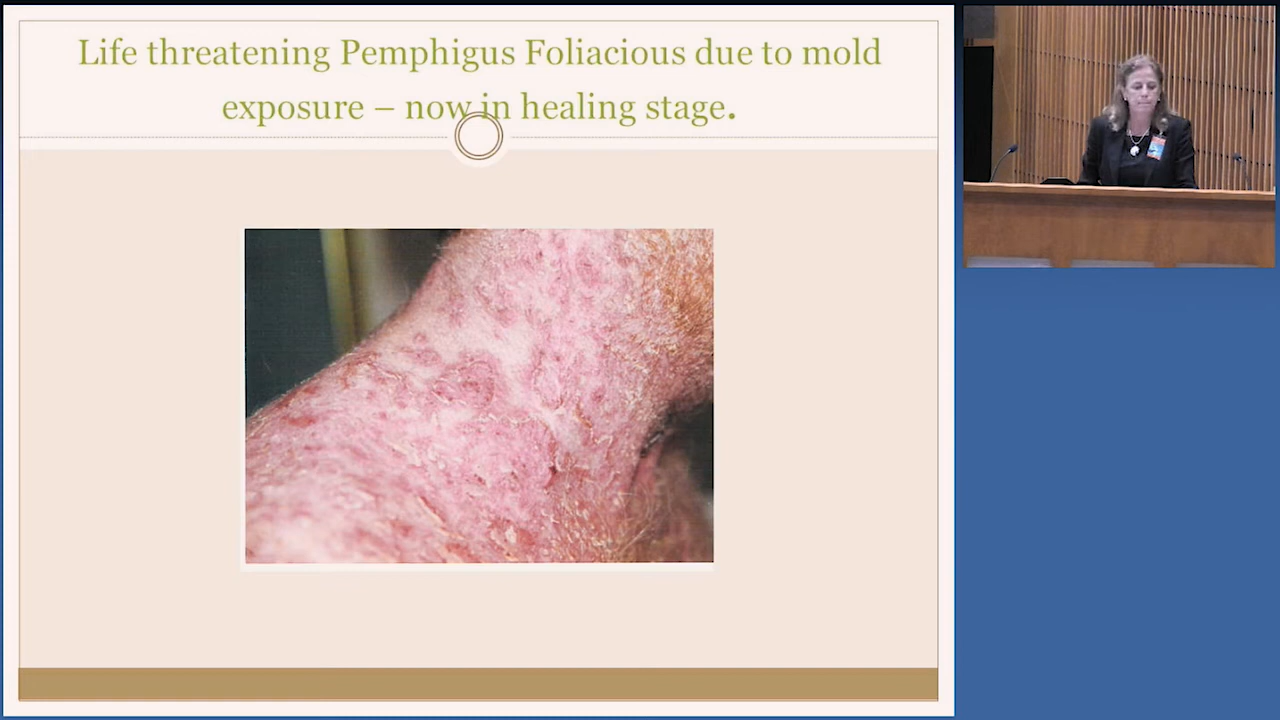 Life threatening Pemphigus Foliacious due to mold
exposure – now in healing stage.